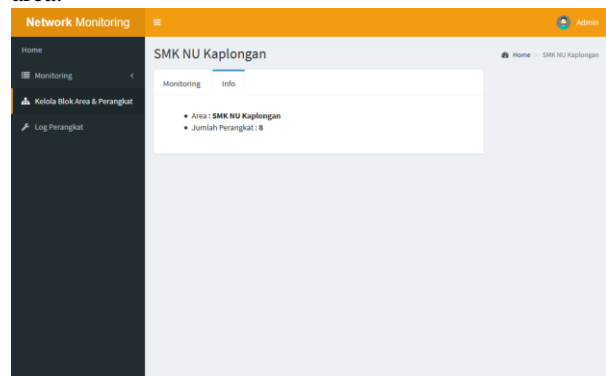 area.
Network Monitoring
Admin
Home
Monitoring
Kelola Blok Area & Perangkat
Log Perangkat
SMK NU Kaplongan
Home > SMK NU Kaplongan
Monitoring Info
Area : SMK NU Kaplongan
Jumlah Perangkat : 8